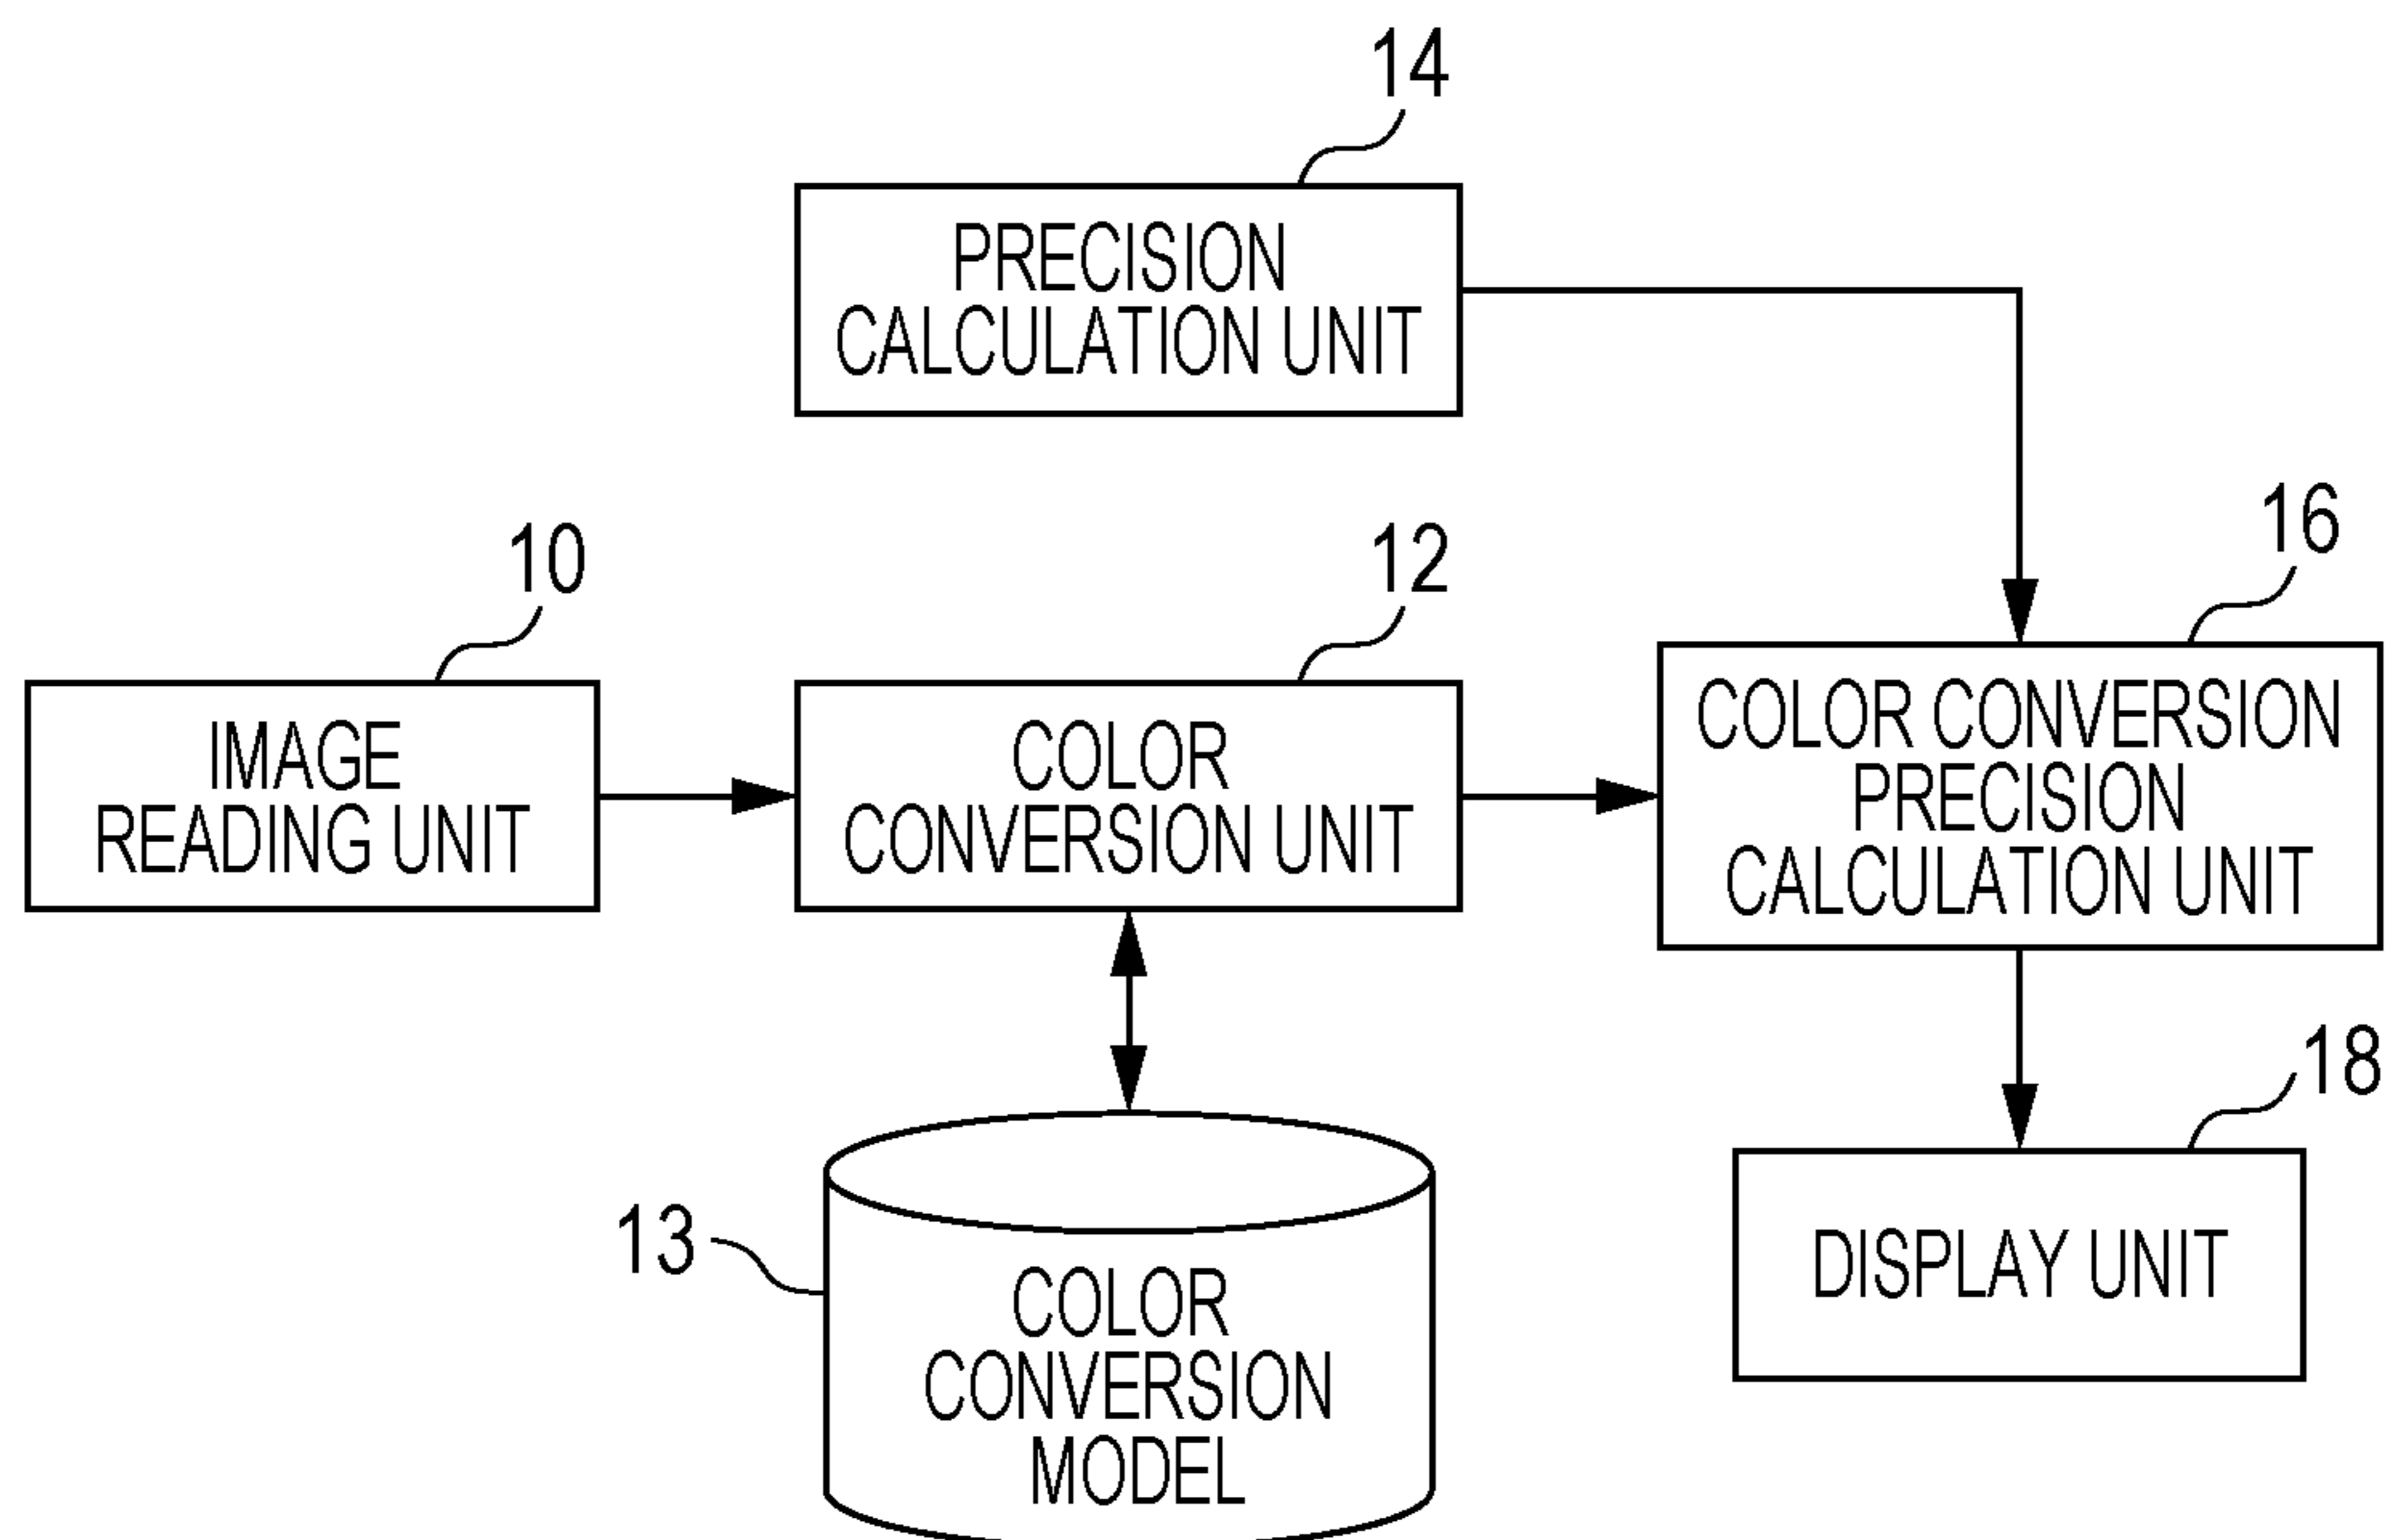 14
PRECISION
CALCULATION UNIT
10
12
16
IMAGE
READING UNIT
COLOR
CONVERSION UNIT
COLOR CONVERSION
PRECISION
CALCULATION UNIT
13
COLOR
CONVERSION
MODEL
18
DISPLAY UNIT